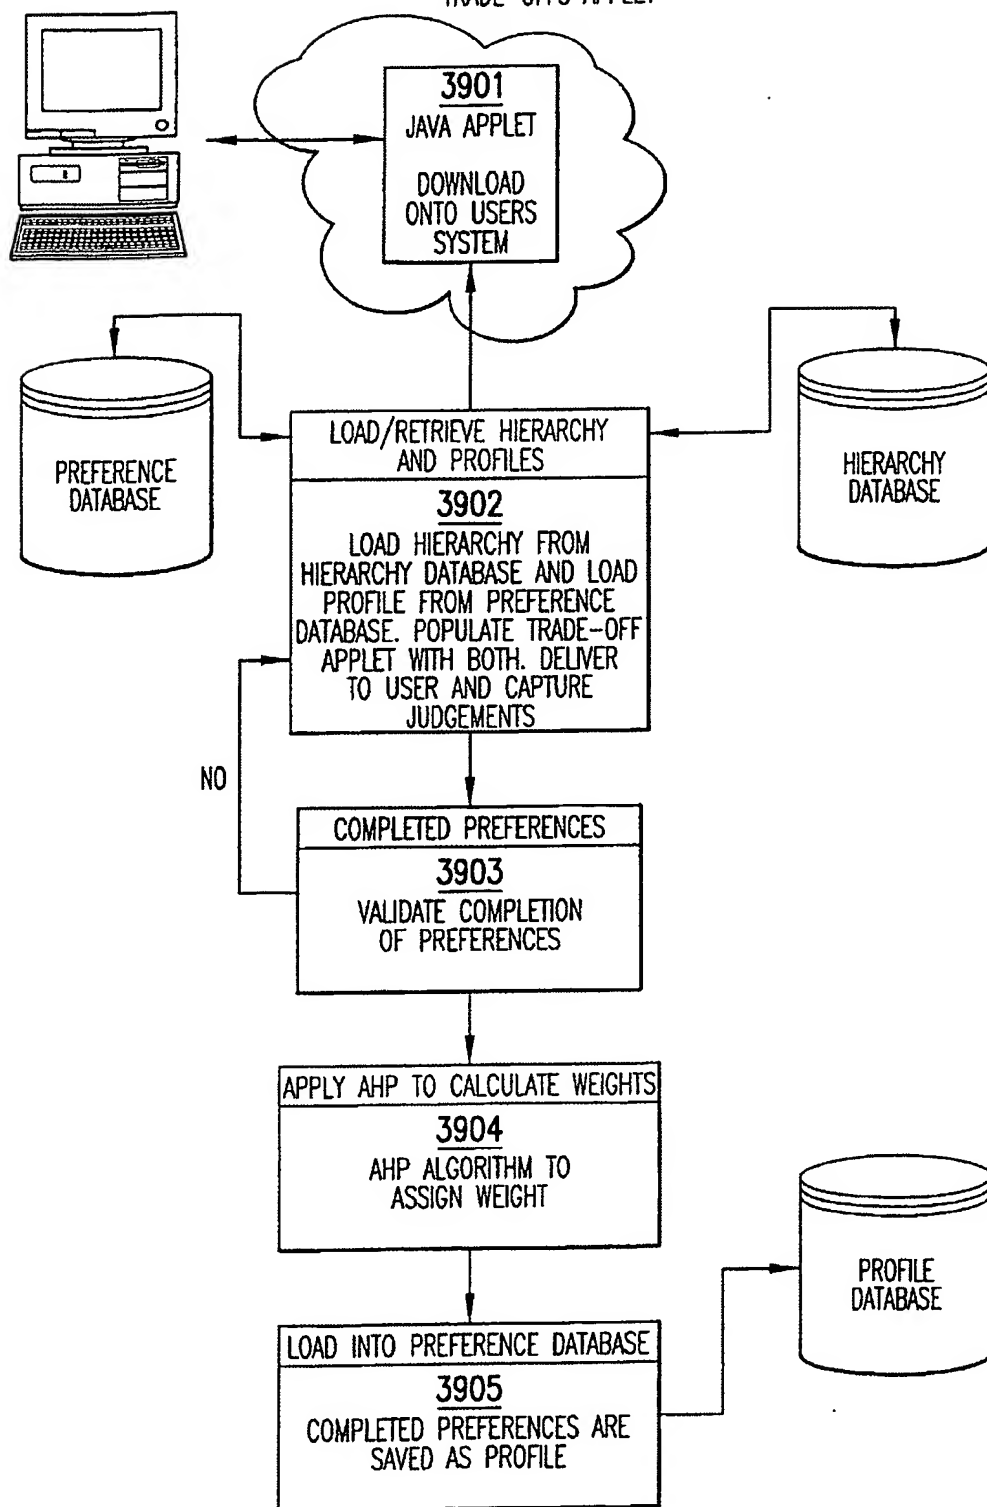 TRADE-OFFS APPLET
3901
JAVA APPLET
DOWNLOAD
ONTO USERS
SYSTEM
PREFERENCE
DATABASE
LOAD/RETRIEVE HIERARCHY
AND PROFILES
3902
LOAD HIERARCHY FROM
HIERARCHY DATABASE AND LOAD
PROFILE FROM PREFERENCE
DATABASE. POPULATE TRADE-OFF
APPLET WITH BOTH. DELIVER
TO USER AND CAPTURE
JUDGEMENTS
HIERARCHY
DATABASE
NO
COMPLETED PREFERENCES
3903
VALIDATE COMPLETION
OF PREFERENCES
APPLY AHP TO CALCULATE WEIGHTS
3904
AHP ALGORITHM TO
ASSIGN WEIGHT
PROFILE
DATABASE
LOAD INTO PREFERENCE DATABASE
3905
COMPLETED PREFERENCES ARE
SAVED AS PROFILE